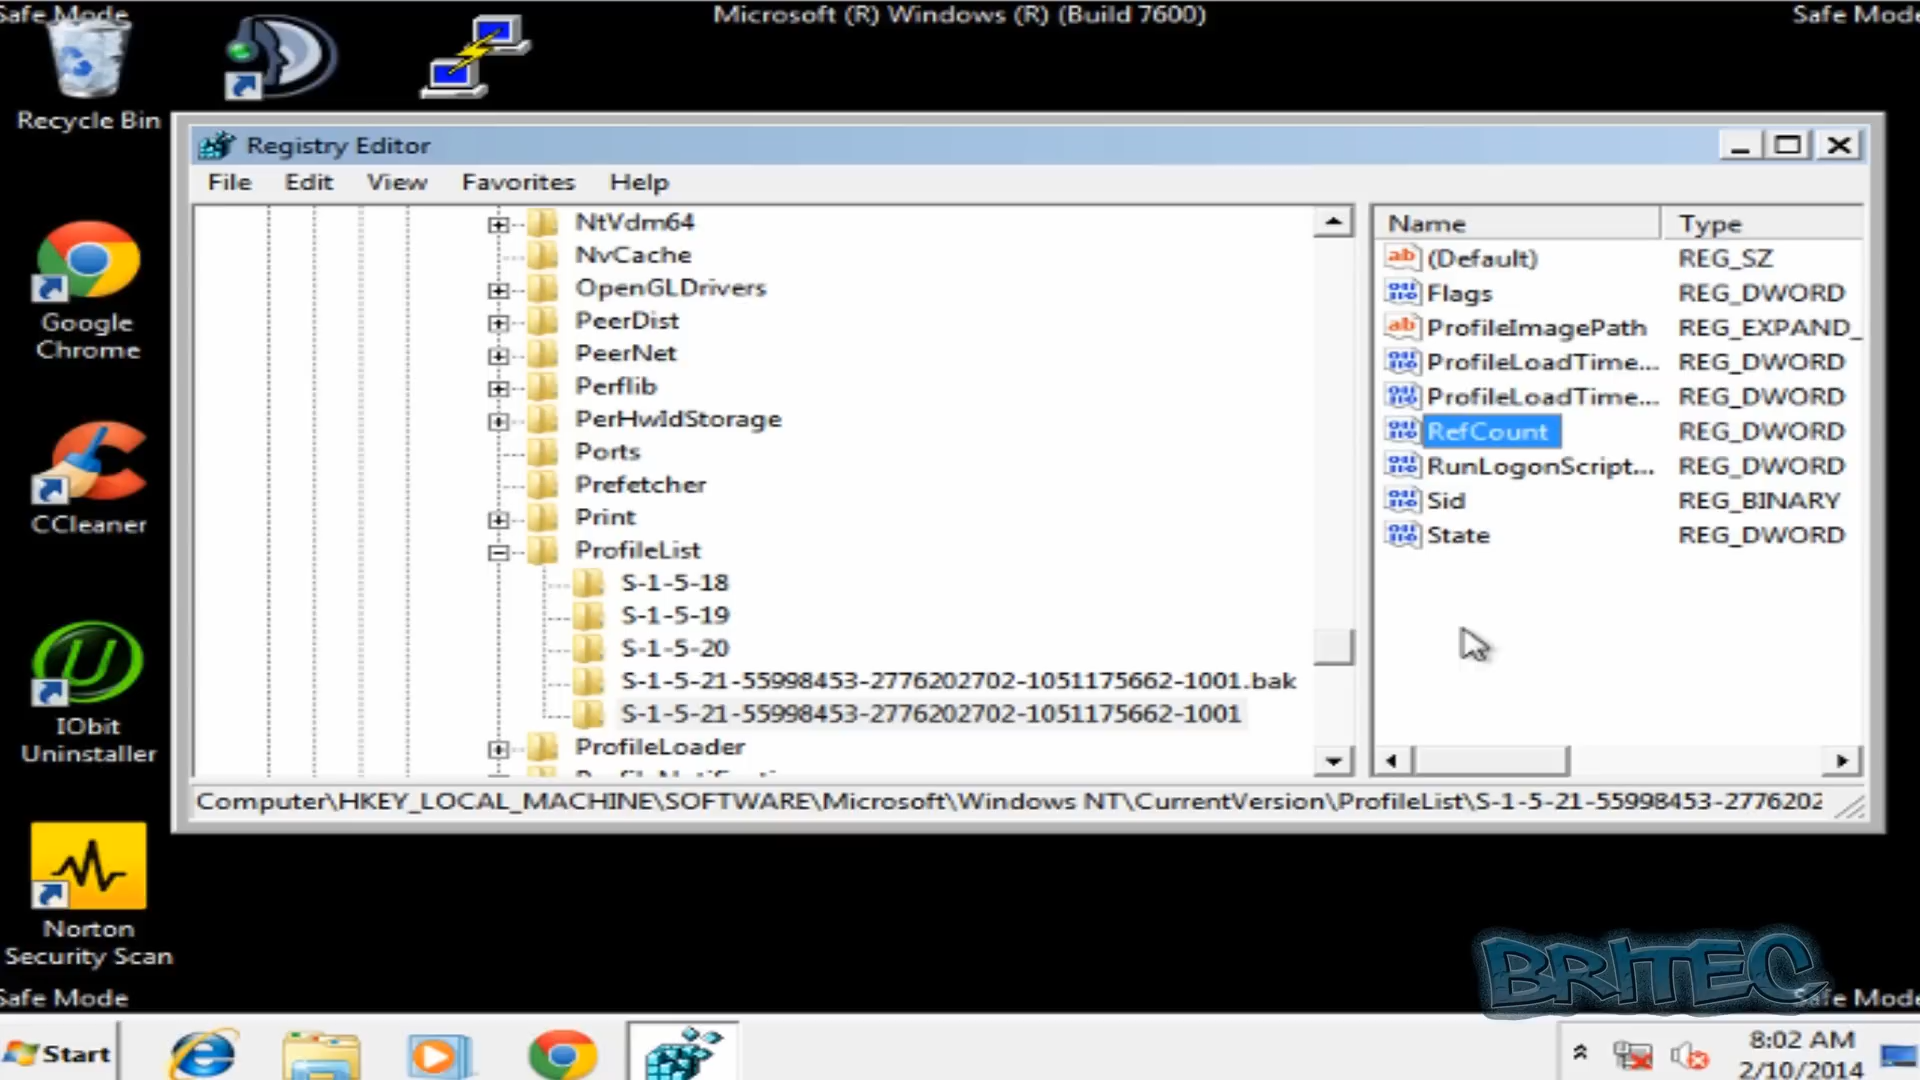 Safe Mode
Microsoft (R) Windows (R) (Build 7600)
Safe Mode
Recycle Bin
Google
Chrome
CCleaner
IObit
Uninstaller
Norton
Security Scan
Registry Editor
File Edit View Favorites Help
NtVdm64
NvCache
OpenGLDrivers
PeerDist
PeerNet
Perflib
PerHwIdStorage
Ports
Prefetcher
Print
ProfileList
S-1-5-18
S-1-5-19
S-1-5-20
S-1-5-21-55998453-2776202702-1051175662-1001.bak
S-1-5-21-55998453-2776202702-1051175662-1001
ProfileLoader
Name Type
(Default) REG_SZ
Flags REG_DWORD
ProfileImagePath REG_EXPAND_
ProfileLoadTime... REG_DWORD
ProfileLoadTime... REG_DWORD
RefCount REG_DWORD
RunLogonScript... REG_DWORD
Sid REG_BINARY
State REG_DWORD
Computer\HKEY_LOCAL_MACHINE\SOFTWARE\Microsoft\Windows NT\CurrentVersion\ProfileList\S-1-5-21-55998453-2776202
BRITEC
Safe Mode
Safe Mode
Start
8:02 AM
2/10/2014